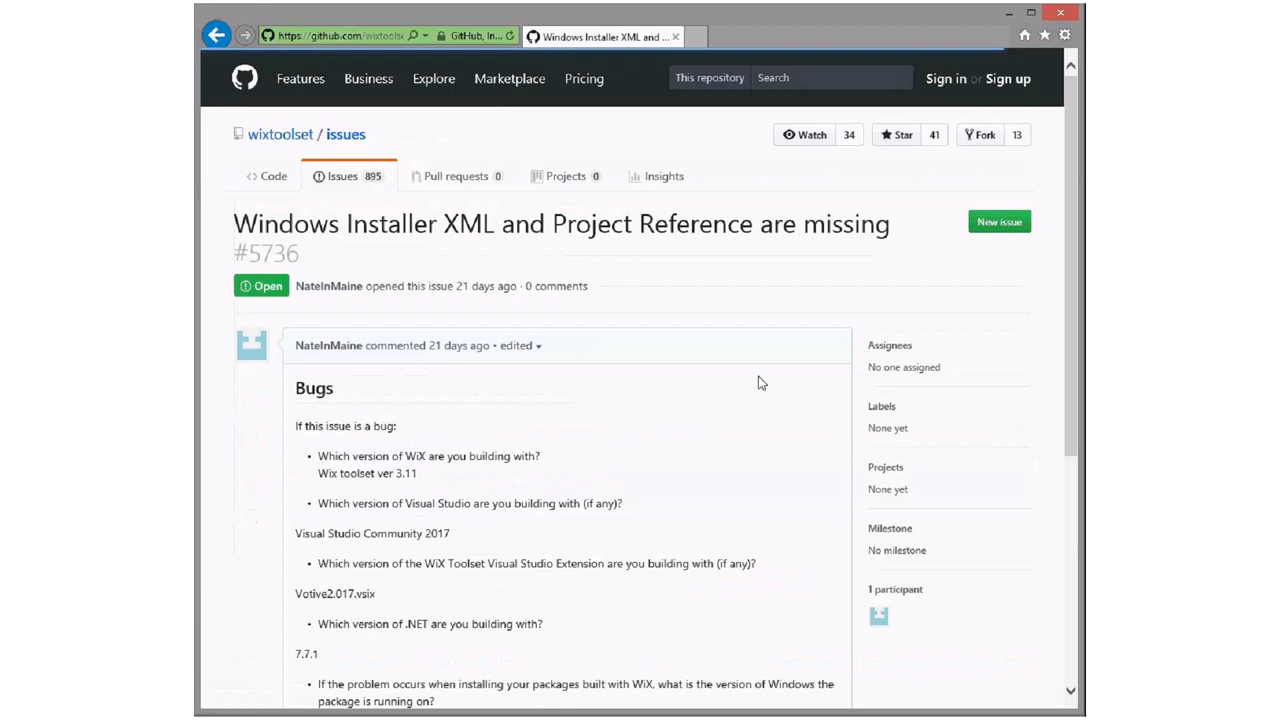 https://github.com/wixtoolse
GitHub, In...
Windows Installer XML and ...
Features Business Explore Marketplace Pricing This repository Search Sign in or Sign up
wixtoolset / issues Watch 34 Star 41 Fork 13
<> Code Issues 895 Pull requests 0 Projects 0 Insights
Windows Installer XML and Project Reference are missing
New issue
#5736
Open NateInMaine opened this issue 21 days ago · 0 comments
NateInMaine commented 21 days ago • edited
Bugs
If this issue is a bug:
• Which version of WiX are you building with?
Wix toolset ver 3.11
• Which version of Visual Studio are you building with (if any)?
Visual Studio Community 2017
• Which version of the WiX Toolset Visual Studio Extension are you building with (if any)?
Votive2.017.vsix
• Which version of .NET are you building with?
7.7.1
• If the problem occurs when installing your packages built with WiX, what is the version of Windows the
package is running on?
Assignees
No one assigned
Labels
None yet
Projects
None yet
Milestone
No milestone
1 participant